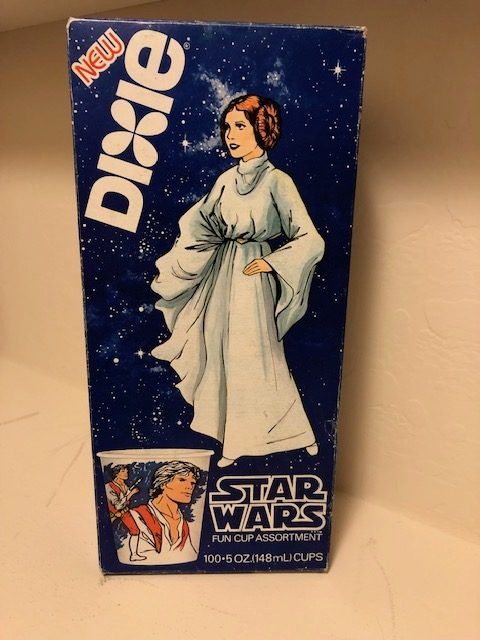 NEW
DIXIE®
STAR
WARS
FUN CUP ASSORTMENT
100•5 OZ.(148mL) CUPS